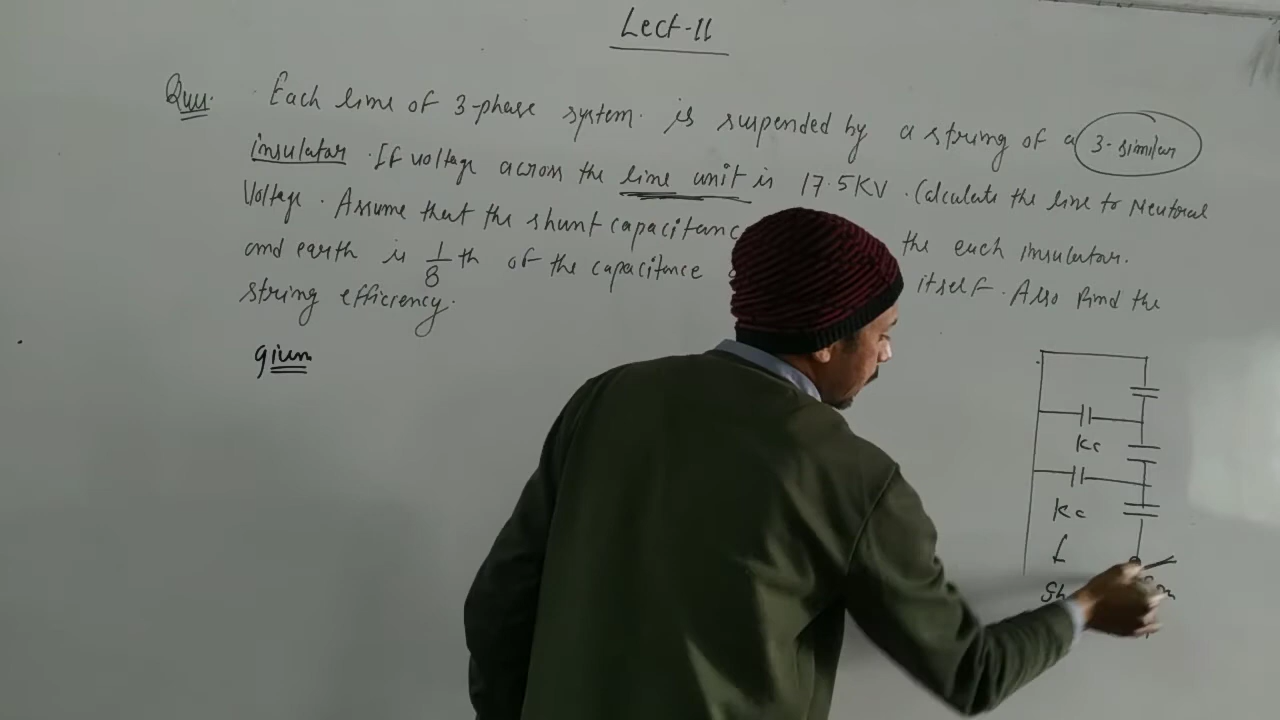 Lect-11
Ques. Each line of 3-phase system. is suspended by a string of a 3-similar
insulator. If voltage across the line unit is 17.5KV. Calculate the line to Neutral
Voltage. Assume that the shunt capacitanc the each insulator.
and earth is 1/8 th of the capacitance itself. Also find the
string efficiency.
given
Kc
Kc